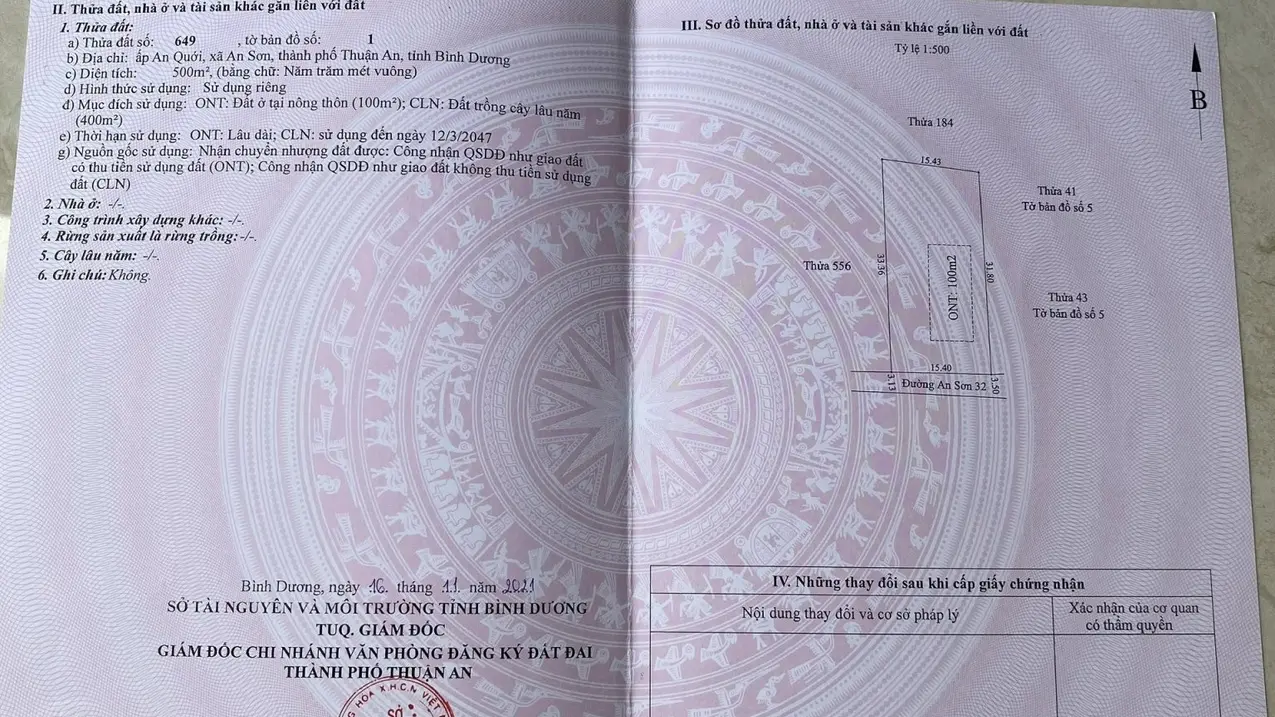 II. Thửa đất, nhà ở và tài sản khác gắn liền với đất
1. Thửa đất:
a) Thửa đất số: 649 , tờ bản đồ số: 1
b) Địa chỉ: ấp An Quới, xã An Sơn, thành phố Thuận An, tỉnh Bình Dương
c) Diện tích: 500m², (bằng chữ: Năm trăm mét vuông)
d) Hình thức sử dụng: Sử dụng riêng
đ) Mục đích sử dụng: ONT: Đất ở tại nông thôn (100m²); CLN: Đất trồng cây lâu năm
(400m²)
e) Thời hạn sử dụng: ONT: Lâu dài; CLN: sử dụng đến ngày 12/3/2047
g) Nguồn gốc sử dụng: Nhận chuyển nhượng đất được: Công nhận QSDĐ như giao đất
có thu tiền sử dụng đất (ONT); Công nhận QSDĐ như giao đất không thu tiền sử dụng
đất (CLN)
2. Nhà ở: -/-.
3. Công trình xây dựng khác: -/-.
4. Rừng sản xuất là rừng trồng: -/-.
5. Cây lâu năm: -/-.
6. Ghi chú: Không.
Bình Dương, ngày 16 tháng 11 năm 2021
SỞ TÀI NGUYÊN VÀ MÔI TRƯỜNG TỈNH BÌNH DƯƠNG
TUQ. GIÁM ĐỐC
GIÁM ĐỐC CHI NHÁNH VĂN PHÒNG ĐĂNG KÝ ĐẤT ĐAI
THÀNH PHỐ THUẬN AN
HÒA X.H.C.N VIỆT
SỞ
III. Sơ đồ thửa đất, nhà ở và tài sản khác gắn liền với đất
Tỷ lệ 1:500
B
Thửa 184
15.43
Thửa 41
Tờ bản đồ số 5
Thửa 556
33.36
ONT: 100m2
31.80
Thửa 43
Tờ bản đồ số 5
15.40
3.13
Đường An Sơn 32
3.50
IV. Những thay đổi sau khi cấp giấy chứng nhận
Nội dung thay đổi và cơ sở pháp lý
Xác nhận của cơ quan
có thẩm quyền